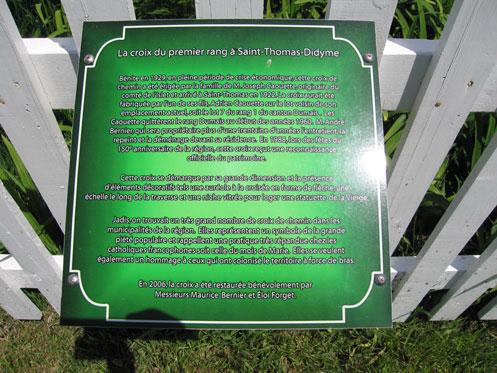 La croix du premier rang à Saint-Thomas-Didyme
Bénite en 1929, en pleine période de crise économique, cette croix de
chemin a été érigée par la famille de M. Joseph Caouette, originaire du
comté de l'Islet et arrivé à Saint-Thomas en 1922. La croix aurait été
fabriquée par l'un de ses fils, Adrien Caouette sur le lot voisin de son
emplacement actuel, soit le lot 7 du rang 1 du canton Dumais. Les
Caouette quittèrent le rang Dumais au début des années 1960. M. André
Bernier qui sera propriétaire plus d'une trentaine d'années l'entretient, la
repeint et la déménage devant sa résidence. En 1988, lors des fêtes du
150e anniversaire de la région, cette croix reçut une reconnaissance
officielle du patrimoine.
Cette croix se démarque par sa grande dimension et la présence
d'éléments décoratifs tels une auréole à la croisée en forme de flèche, une
échelle le long de la traverse et une niche vitrée pour loger une statuette de la Vierge.
Jadis on trouvait un très grand nombre de croix de chemin dans les
municipalités de la région. Elles représentent un symbole de la grande
piété populaire et rappellent une pratique très répandue chez les
catholiques francophones soit celle du mois de Marie. Elles se veulent
également un hommage à ceux qui ont colonisé le territoire à force de bras.
En 2006, la croix a été restaurée bénévolement par
Messieurs Maurice Bernier et Éloi Forget.